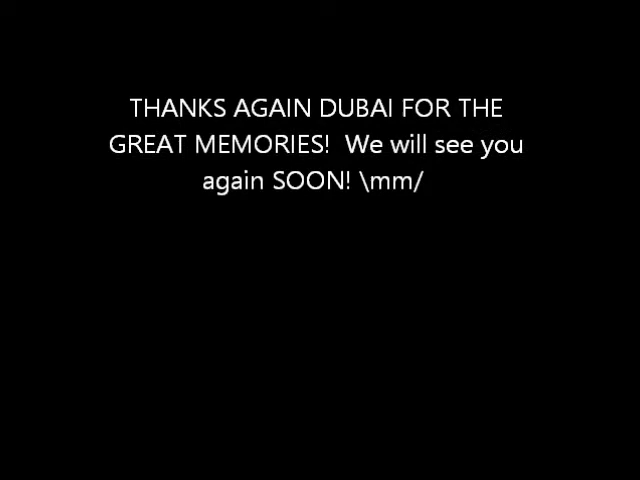 THANKS AGAIN DUBAI FOR THE
GREAT MEMORIES!  We will see you
again SOON! \mm/